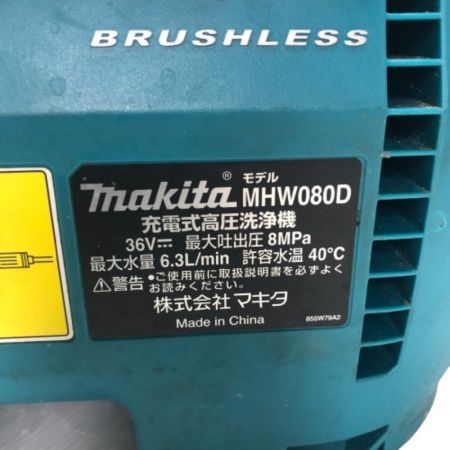 BRUSHLESS
makita® モデル MHW080D
充電式高圧洗浄機
36V⎓ 最大吐出圧 8MPa
最大水量 6.3L/min 許容水温 40°C
⚠警告 ●ご使用前に取扱説明書を必ずよく
お読みください。
株式会社マキタ
Made in China
855W79A2